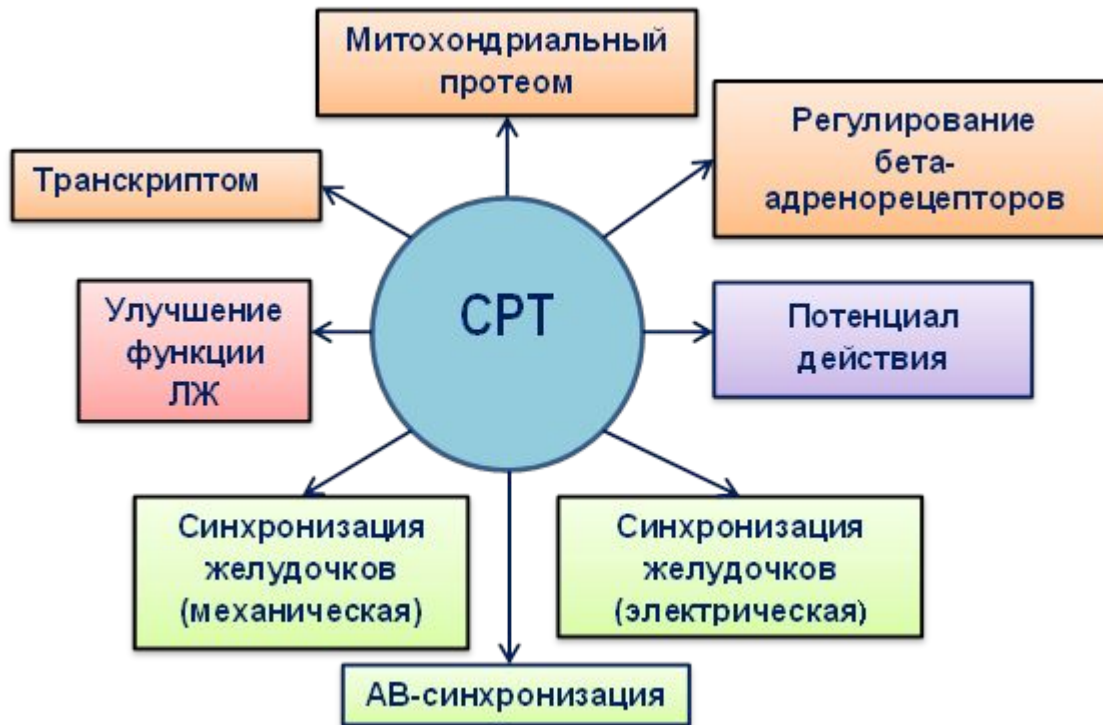 Митохондриальный
протеом
Регулирование
бета-
адренорецепторов
Транскриптом
СРТ
Улучшение
функции
ЛЖ
Потенциал
действия
Синхронизация
желудочков
(механическая)
Синхронизация
желудочков
(электрическая)
АВ-синхронизация